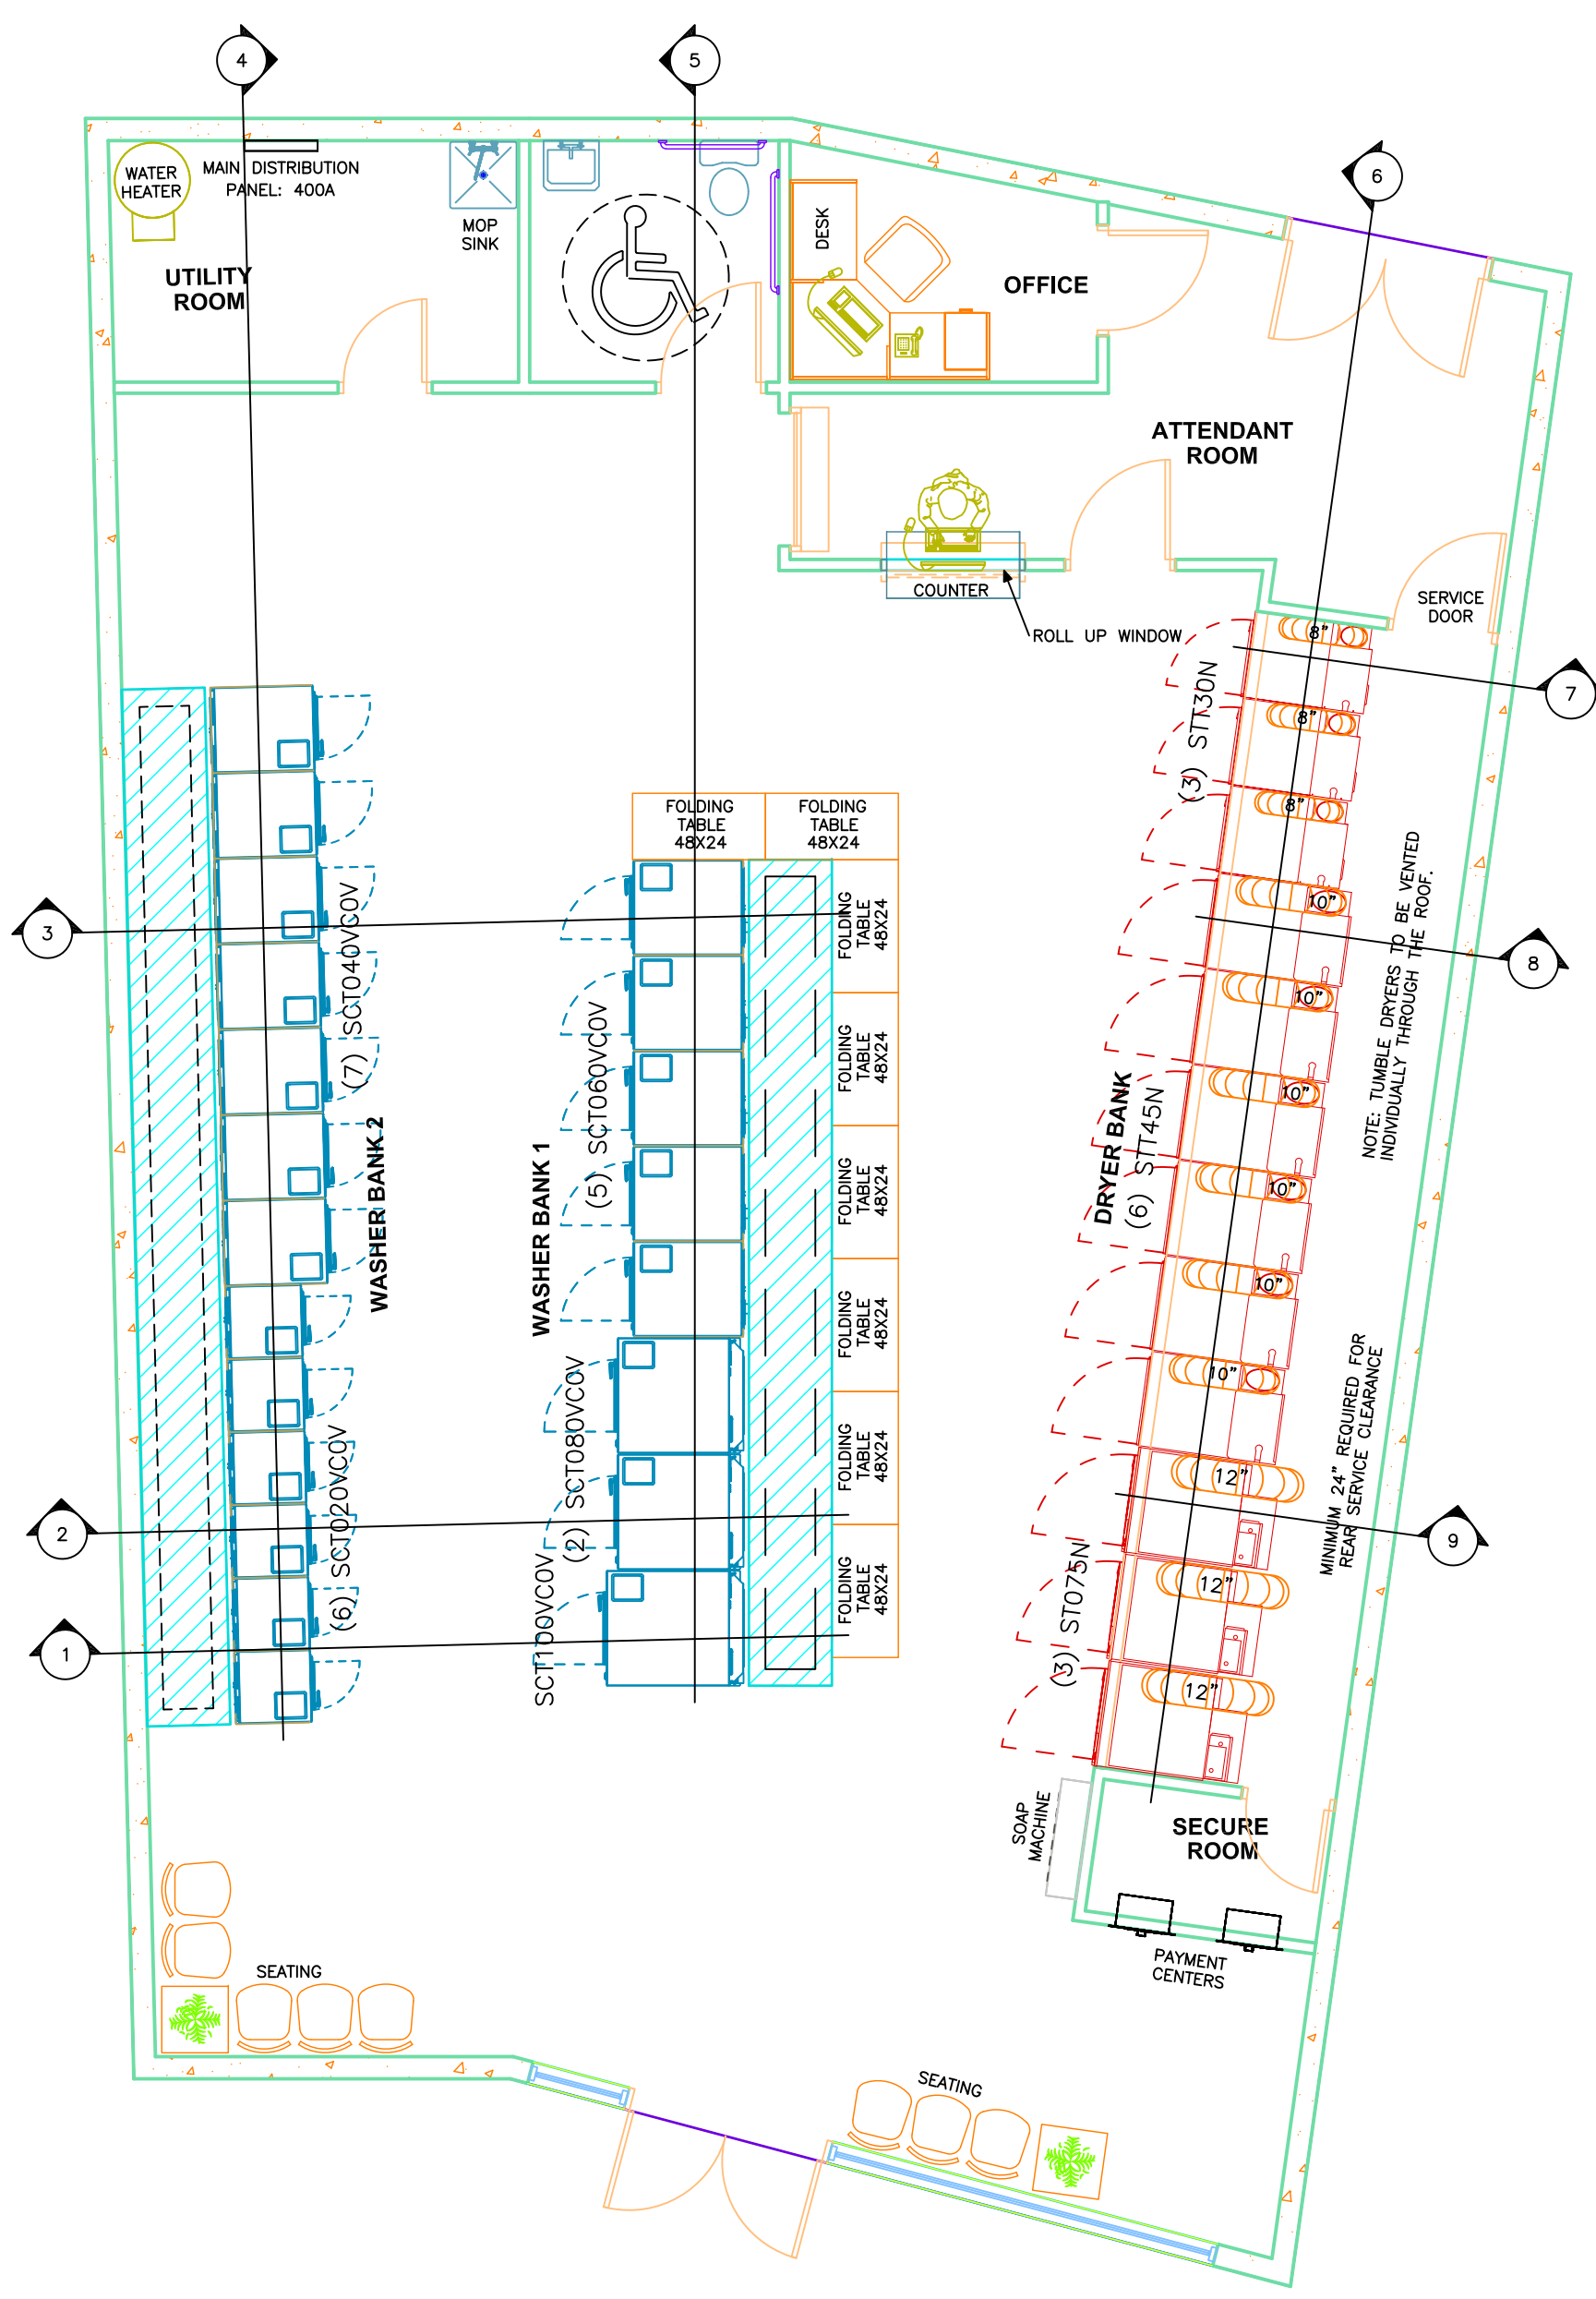 4
5
6
WATER
HEATER
MAIN DISTRIBUTION
PANEL: 400A
MOP
SINK
UTILITY
ROOM
DESK
OFFICE
ATTENDANT
ROOM
COUNTER
ROLL UP WINDOW
SERVICE
DOOR
7
8"
8"
8"
(3) STT30N
FOLDING
TABLE
48X24
FOLDING
TABLE
48X24
3
(7) SCT040VC0V
WASHER BANK 2
(6) SCT020VC0V
WASHER BANK 1
(5) SCT060VC0V
(2) SCT080VC0V
SCT100VC0V
FOLDING
TABLE
48X24
FOLDING
TABLE
48X24
FOLDING
TABLE
48X24
FOLDING
TABLE
48X24
FOLDING
TABLE
48X24
FOLDING
TABLE
48X24
10"
10"
10"
10"
10"
10"
8
DRYER BANK
(6) STT45N
NOTE: TUMBLE DRYERS TO BE VENTED
INDIVIDUALLY THROUGH THE ROOF.
MINIMUM 24" REQUIRED FOR
REAR SERVICE CLEARANCE
12"
12"
12"
(3) ST075N
9
2
1
SOAP
MACHINE
SECURE
ROOM
PAYMENT
CENTERS
SEATING
SEATING